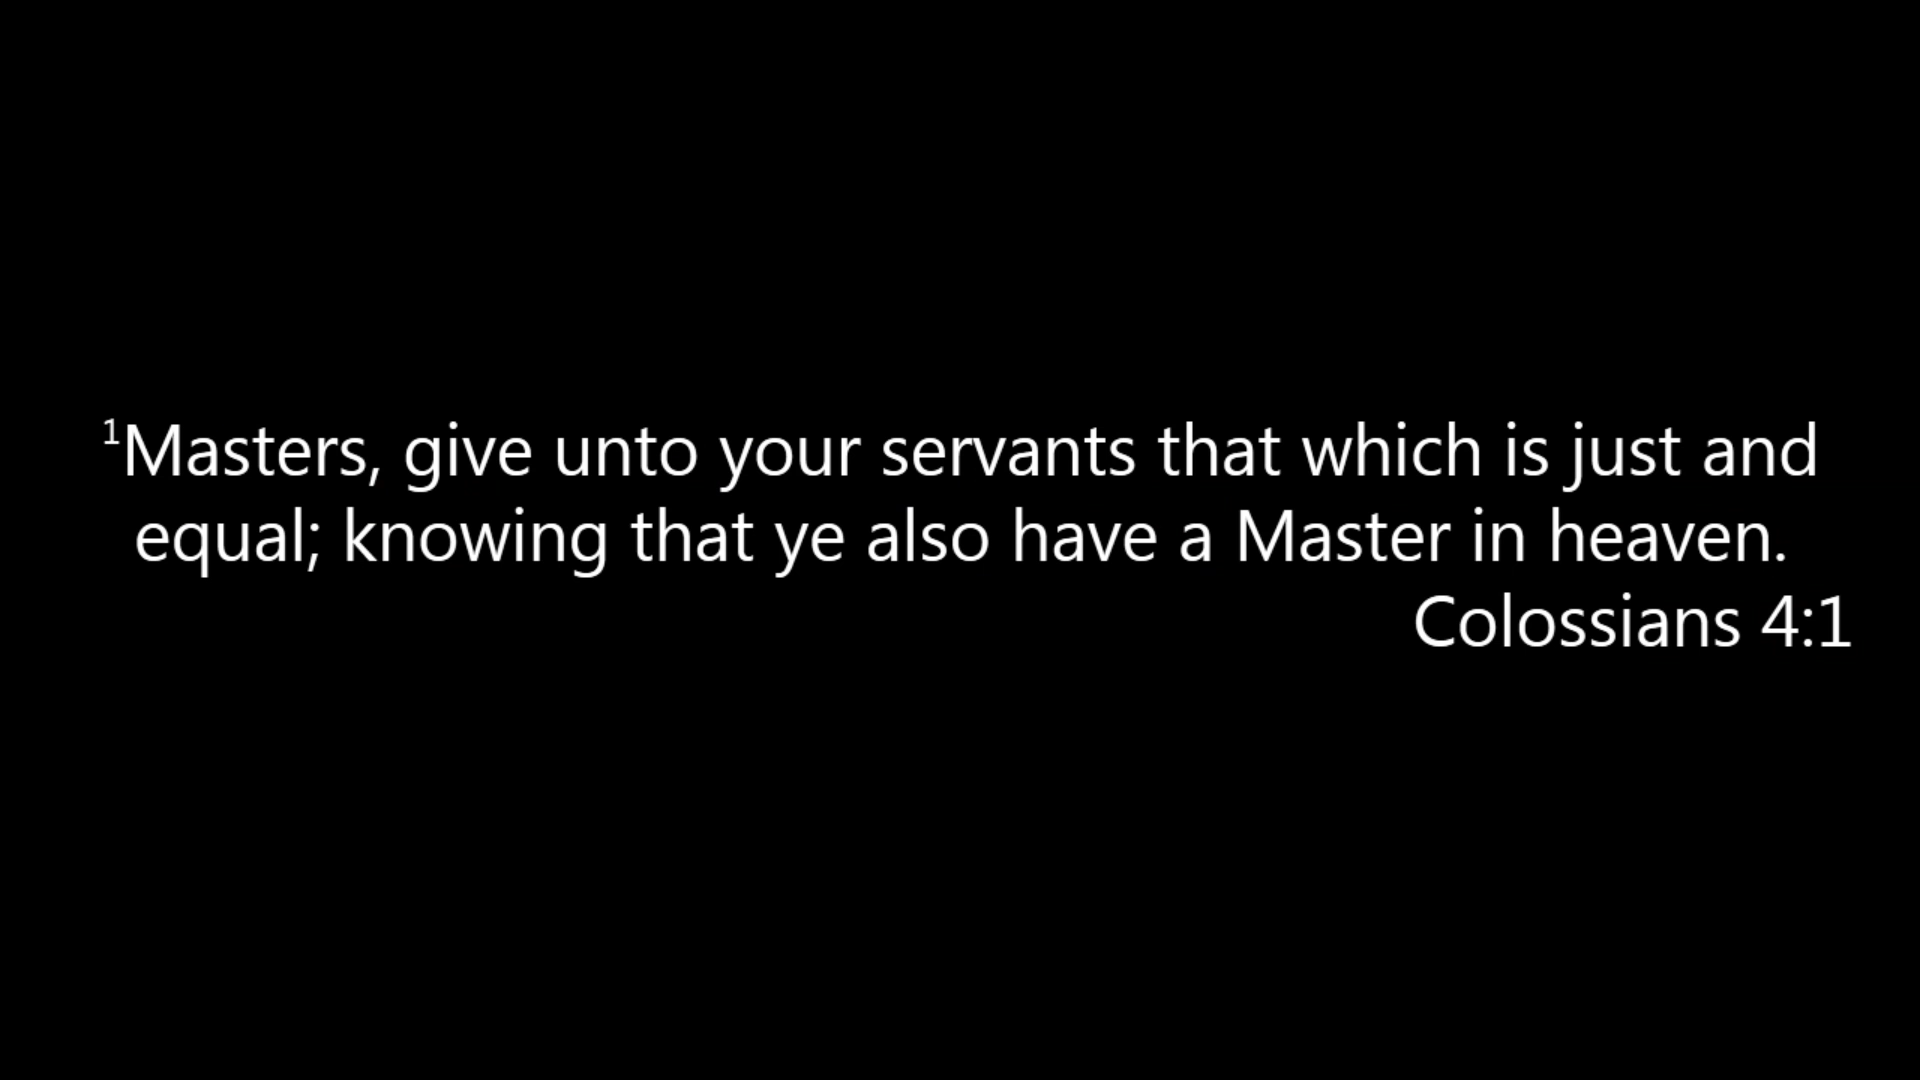 ¹Masters, give unto your servants that which is just and
equal; knowing that ye also have a Master in heaven.
Colossians 4:1